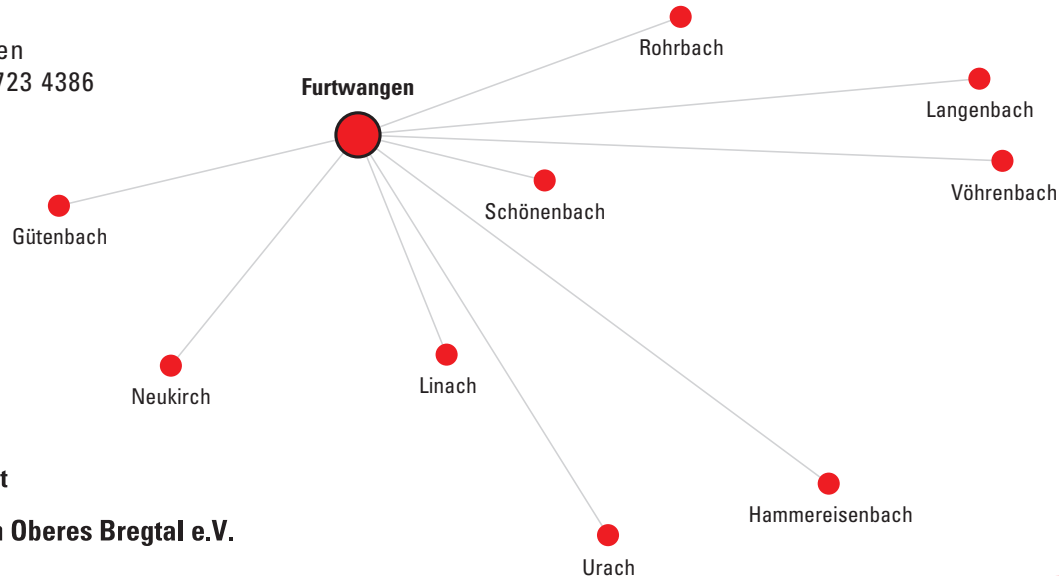 en
723 4386
Rohrbach
Furtwangen
Langenbach
Vöhrenbach
Schönenbach
Gütenbach
Neukirch
Linach
t
Oberes Bregtal e.V.
Hammereisenbach
Urach